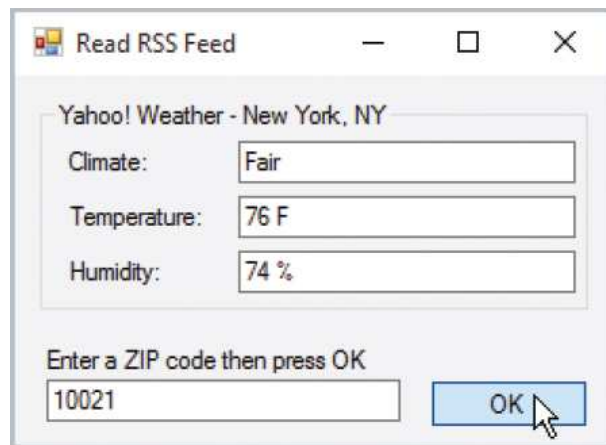 Read RSS Feed
Yahoo! Weather - New York, NY
Climate: Fair
Temperature: 76 F
Humidity: 74 %
Enter a ZIP code then press OK
10021 OK